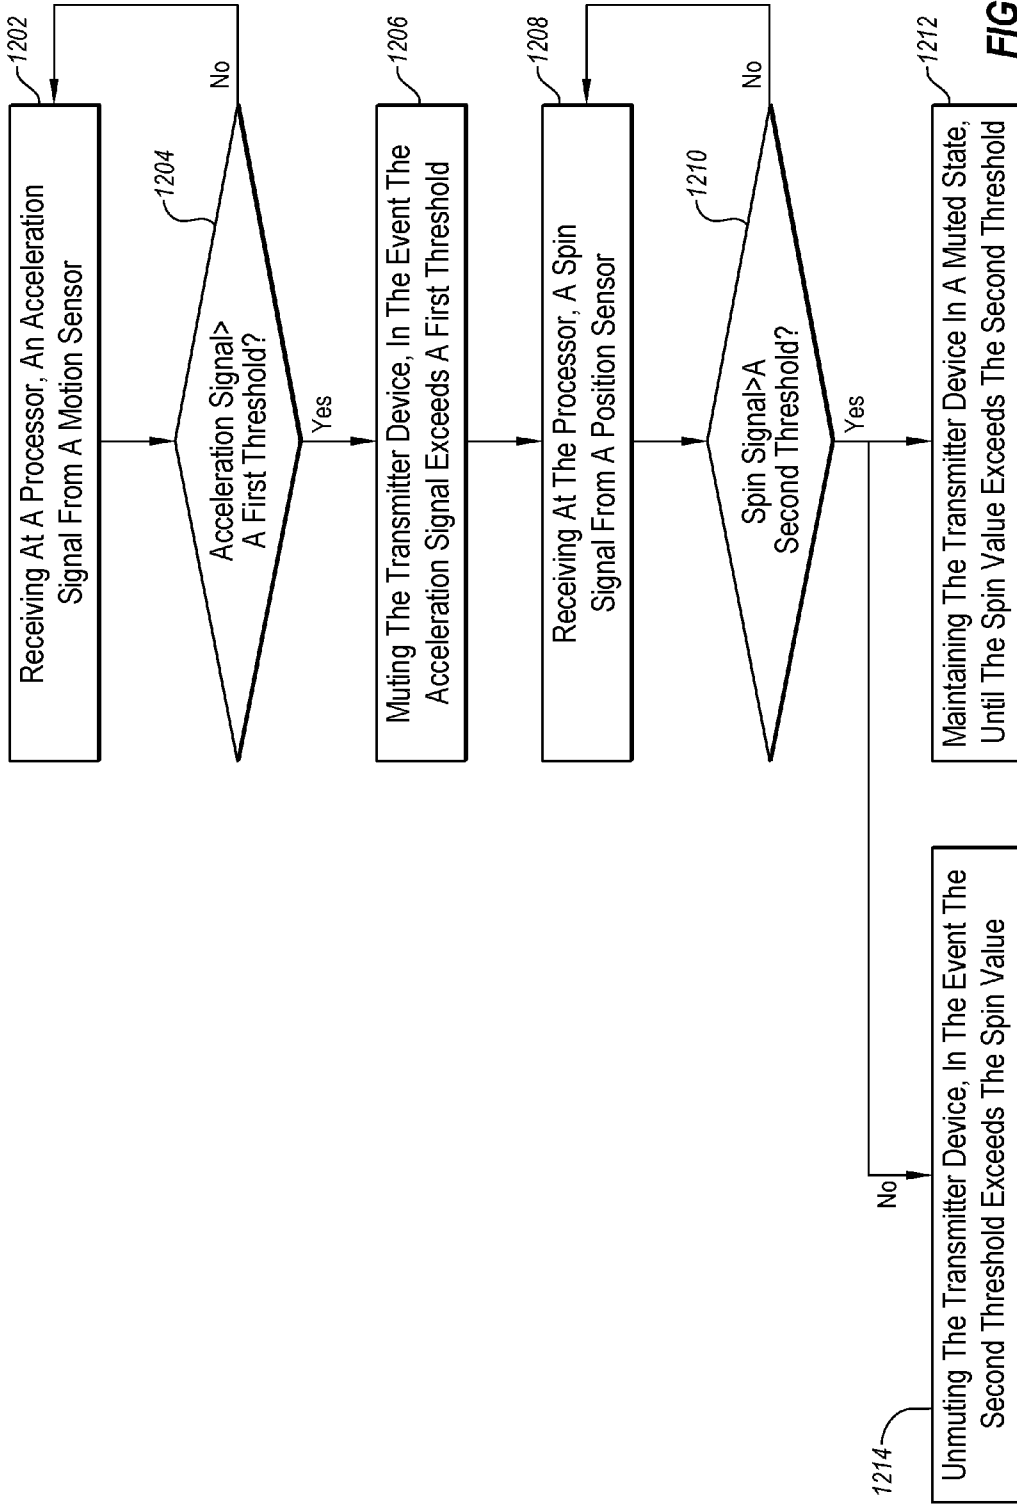 1202
Receiving At A Processor, An Acceleration
Signal From A Motion Sensor
1204
Acceleration Signal>
A First Threshold?
No
Yes
1206
Muting The Transmitter Device, In The Event The
Acceleration Signal Exceeds A First Threshold
1208
Receiving At The Processor, A Spin
Signal From A Position Sensor
1210
Spin Signal>A
Second Threshold?
No
Yes
No
1212
Maintaining The Transmitter Device In A Muted State,
Until The Spin Value Exceeds The Second Threshold
1214
Unmuting The Transmitter Device, In The Event The
Second Threshold Exceeds The Spin Value
FIG